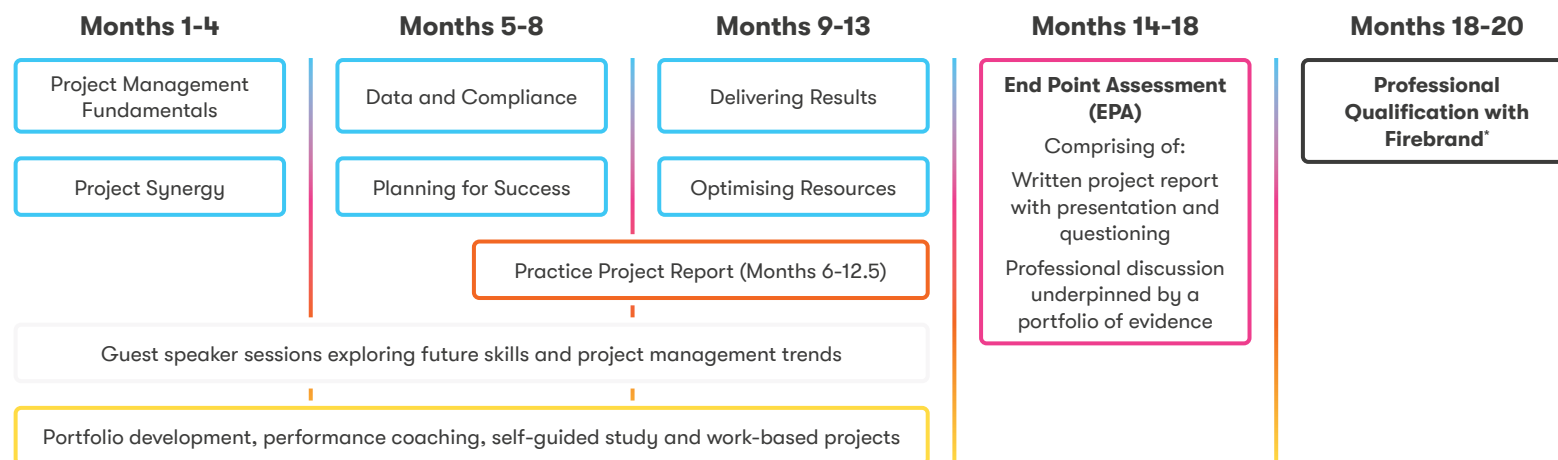 Months 1-4
Months 5-8
Months 9-13
Months 14-18
Months 18-20
Project Management
Fundamentals
Data and Compliance
Delivering Results
End Point Assessment
(EPA)
Comprising of:
Written project report
with presentation and
questioning
Professional discussion
underpinned by a
portfolio of evidence
Professional
Qualification with
Firebrand*
Project Synergy
Planning for Success
Optimising Resources
Practice Project Report (Months 6-12.5)
Guest speaker sessions exploring future skills and project management trends
Portfolio development, performance coaching, self-guided study and work-based projects